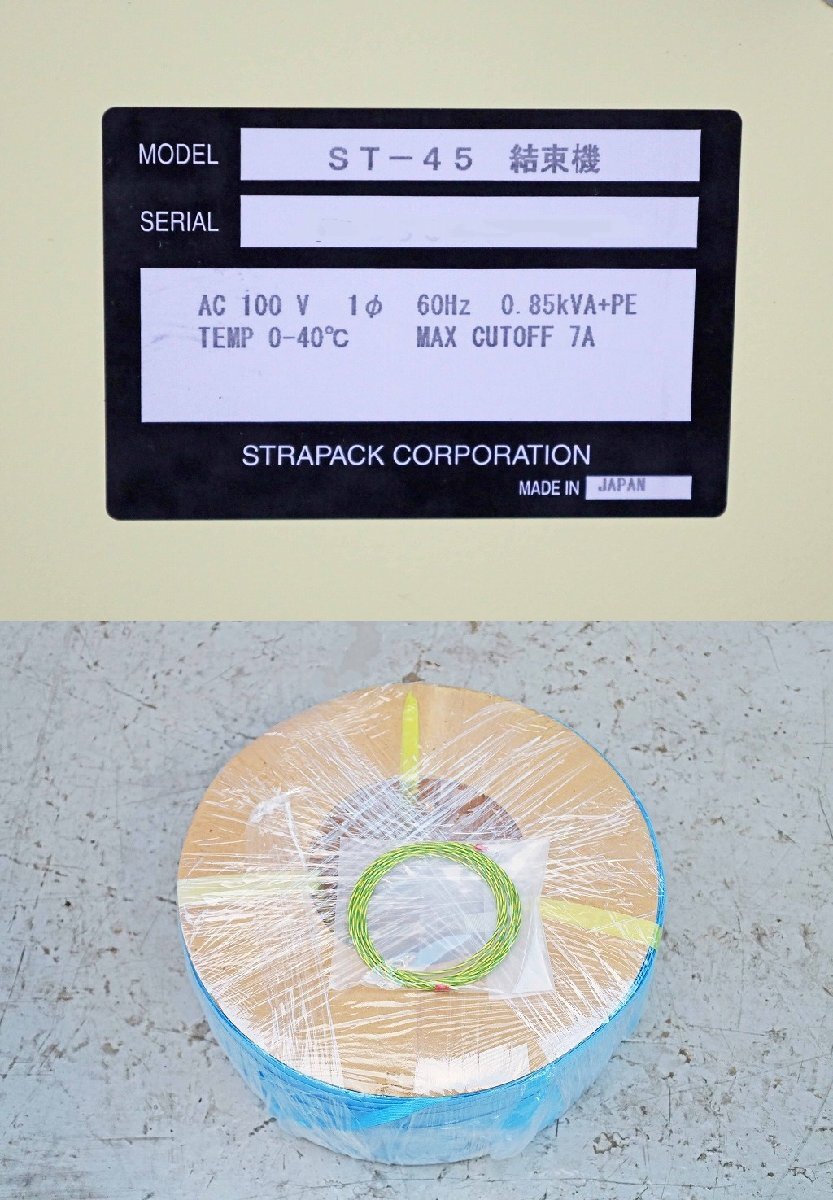 MODEL ST-45 結束機
SERIAL
AC 100 V 1φ 60Hz 0.85kVA+PE
TEMP 0-40℃ MAX CUTOFF 7A
STRAPACK CORPORATION
MADE IN JAPAN